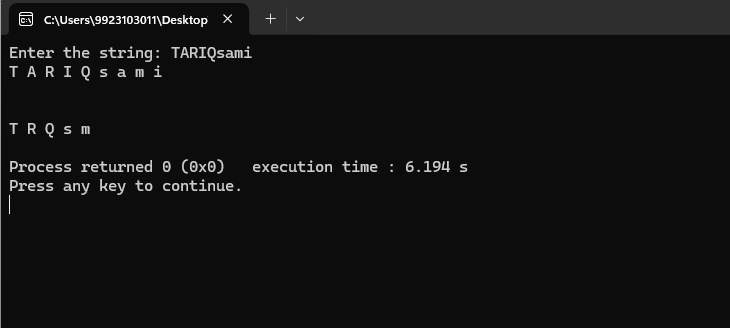 C:\Users\9923103011\Desktop
Enter the string: TARIQsami
T A R I Q s a m i
T R Q s m
Process returned 0 (0x0)   execution time : 6.194 s
Press any key to continue.